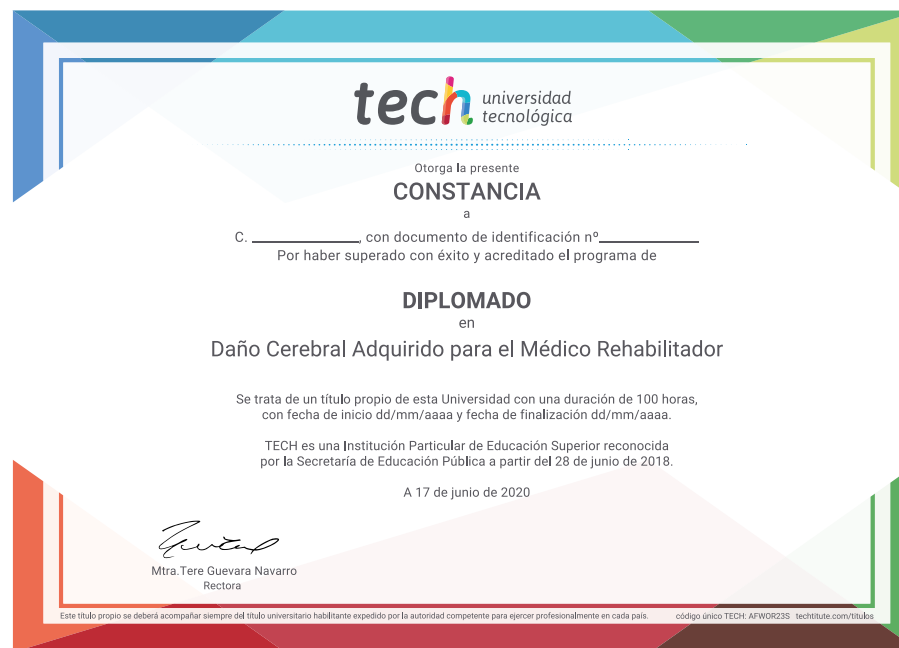 tech universidad
tecnológica
Otorga la presente
CONSTANCIA
a
C. ____________, con documento de identificación nº____________
Por haber superado con éxito y acreditado el programa de
DIPLOMADO
en
Daño Cerebral Adquirido para el Médico Rehabilitador
Se trata de un título propio de esta Universidad con una duración de 100 horas,
con fecha de inicio dd/mm/aaaa y fecha de finalización dd/mm/aaaa.
TECH es una Institución Particular de Educación Superior reconocida
por la Secretaría de Educación Pública a partir del 28 de junio de 2018.
A 17 de junio de 2020
Mtra.Tere Guevara Navarro
Rectora
Este título propio se deberá acompañar siempre del título universitario habilitante expedido por la autoridad competente para ejercer profesionalmente en cada país. código único TECH: AFWOR23S techtitute.com/titulos